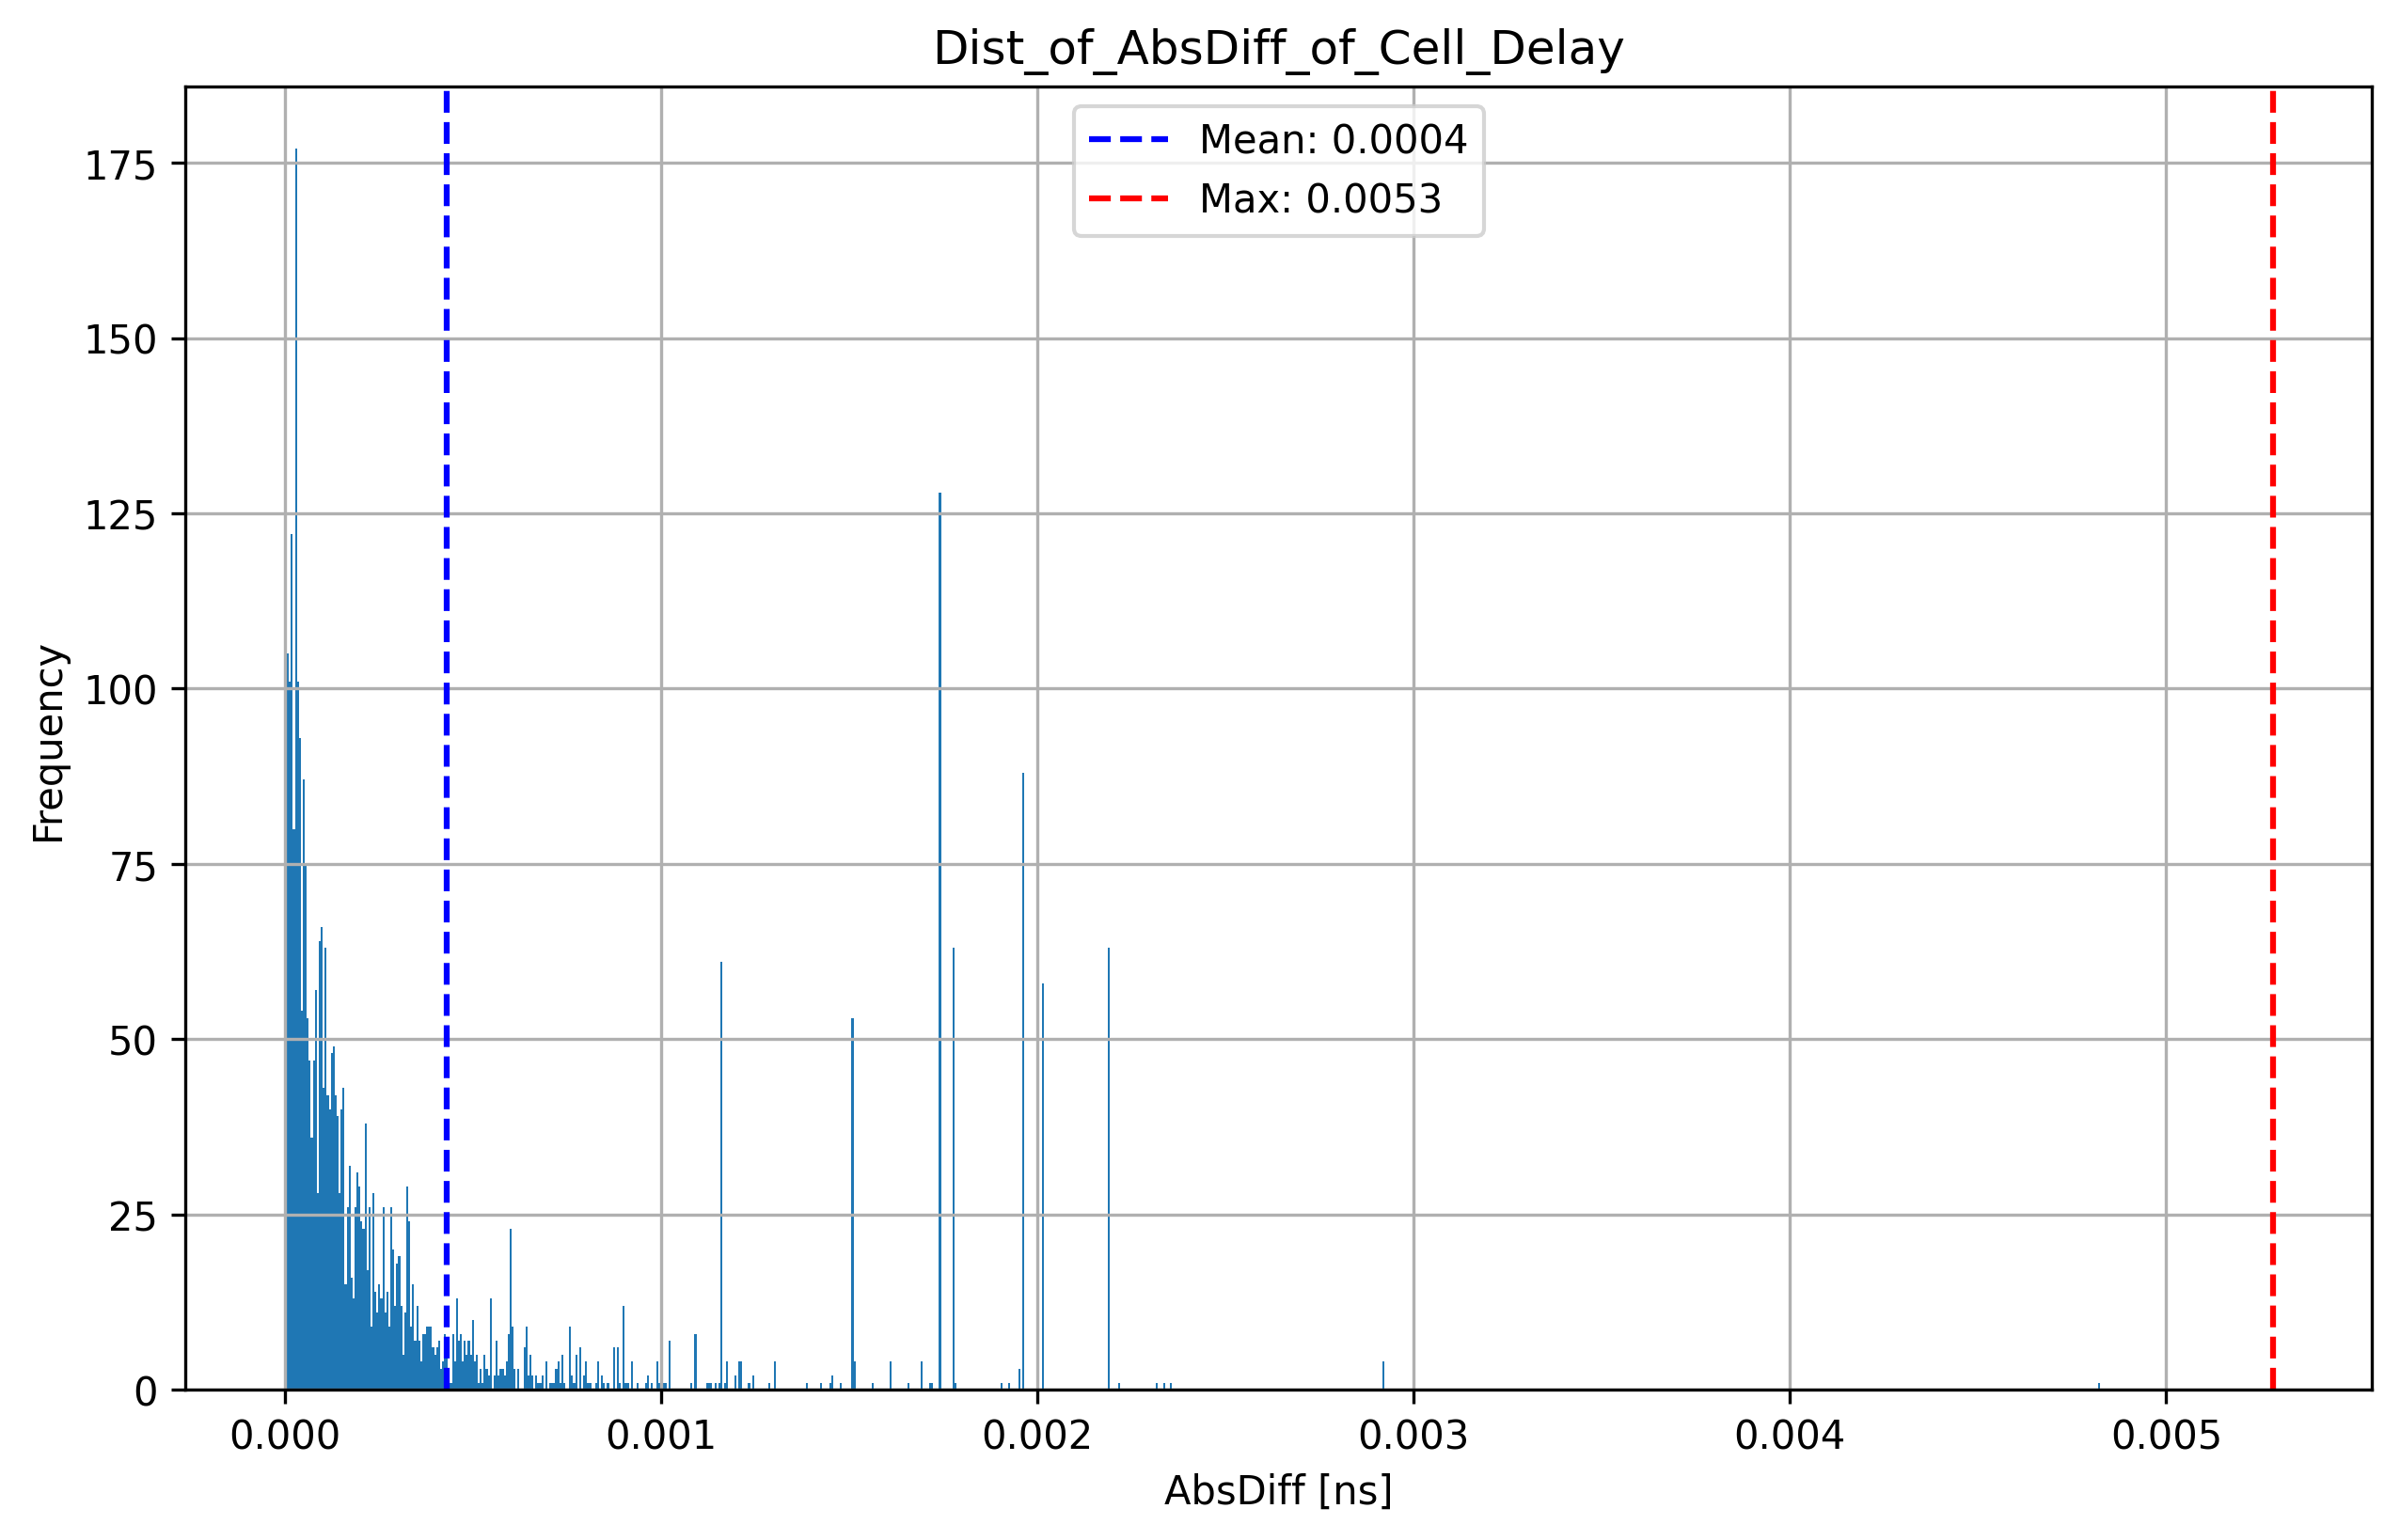 Dist_of_AbsDiff_of_Cell_Delay
Mean: 0.0004
Max: 0.0053
175
150
125
100
75
50
25
0
Frequency
0.000 0.001 0.002 0.003 0.004 0.005
AbsDiff [ns]